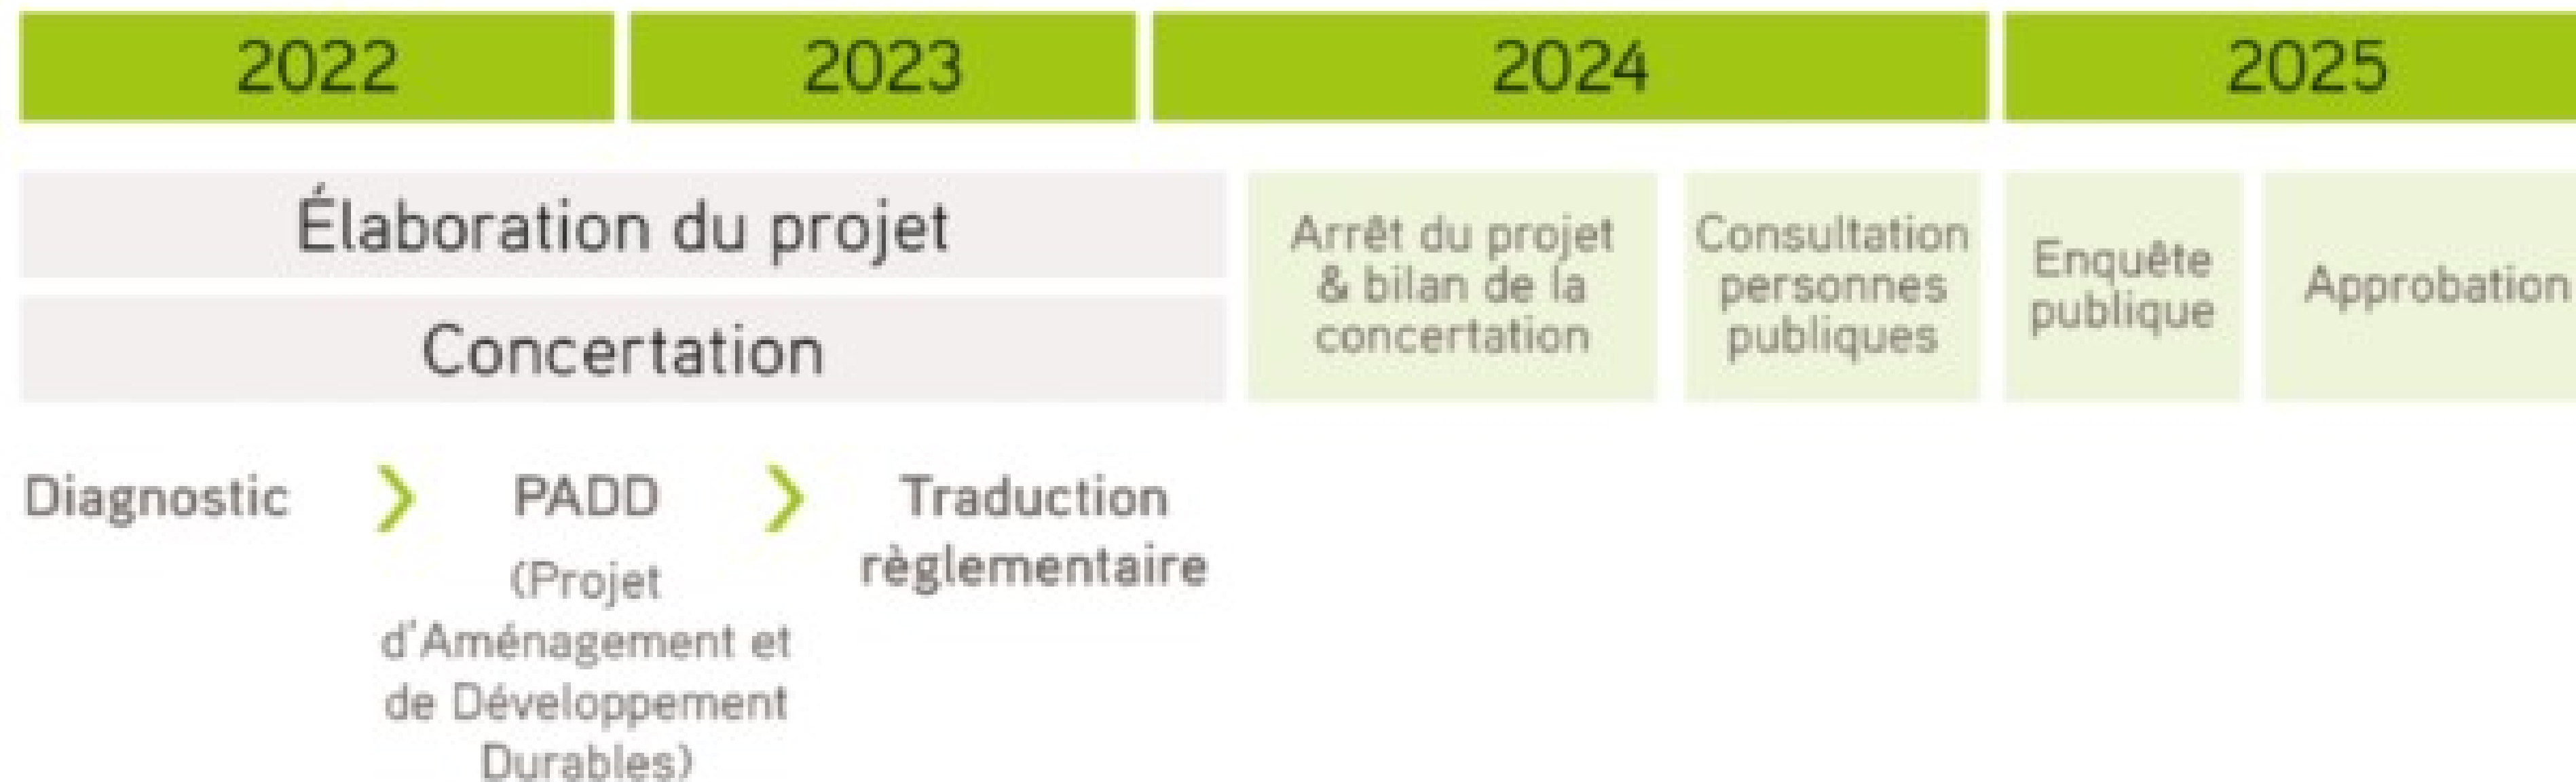 2022 2023 2024 2025
Élaboration du projet
Concertation
Arrêt du projet
& bilan de la
concertation
Consultation
personnes
publiques
Enquête
publique
Approbation
Diagnostic > PADD > Traduction
règlementaire
(Projet
d'Aménagement et
de Développement
Durables)